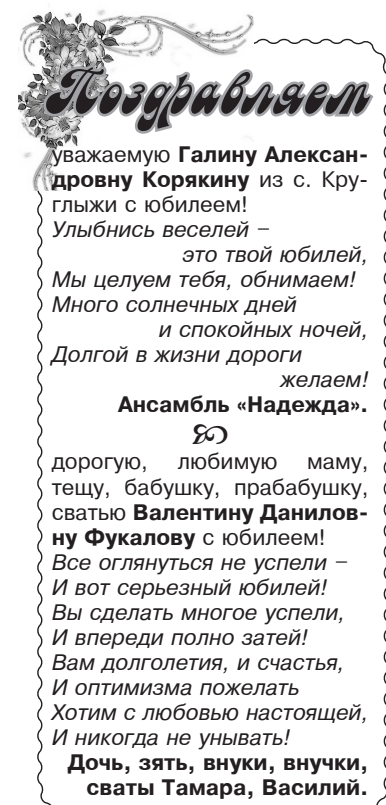 Поздравляем
уважаемую Галину Алексан-
дровну Корякину из с. Кру-
глыжи с юбилеем!
Улыбнись веселей –
это твой юбилей,
Мы целуем тебя, обнимаем!
Много солнечных дней
и спокойных ночей,
Долгой в жизни дороги
желаем!
Ансамбль «Надежда».
дорогую, любимую маму,
тещу, бабушку, прабабушку,
сватью Валентину Данилов-
ну Фукалову с юбилеем!
Все оглянуться не успели –
И вот серьезный юбилей!
Вы сделать многое успели,
И впереди полно затей!
Вам долголетия, и счастья,
И оптимизма пожелать
Хотим с любовью настоящей,
И никогда не унывать!
Дочь, зять, внуки, внучки,
сваты Тамара, Василий.